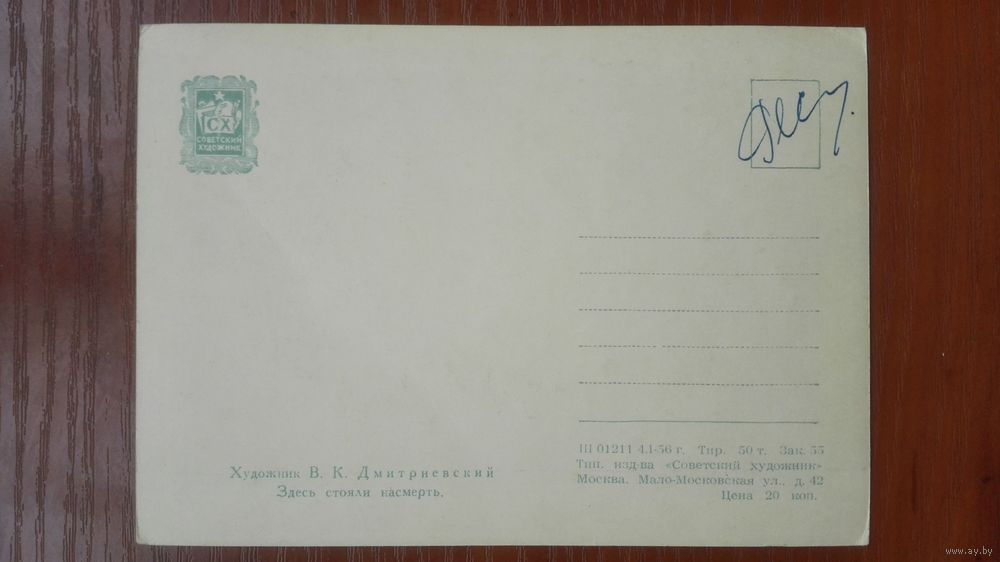 СХ
СОВЕТСКИЙ
ХУДОЖНИК
Художник В. К. Дмитриевский
Здесь стояли насмерть.
Ш 01211 4.1-56 г. Тир. 50 т. Зак. 55
Тип. изд-ва «Советский художник»
Москва, Мало-Московская ул., д. 42
Цена 20 коп.
www.ay.by